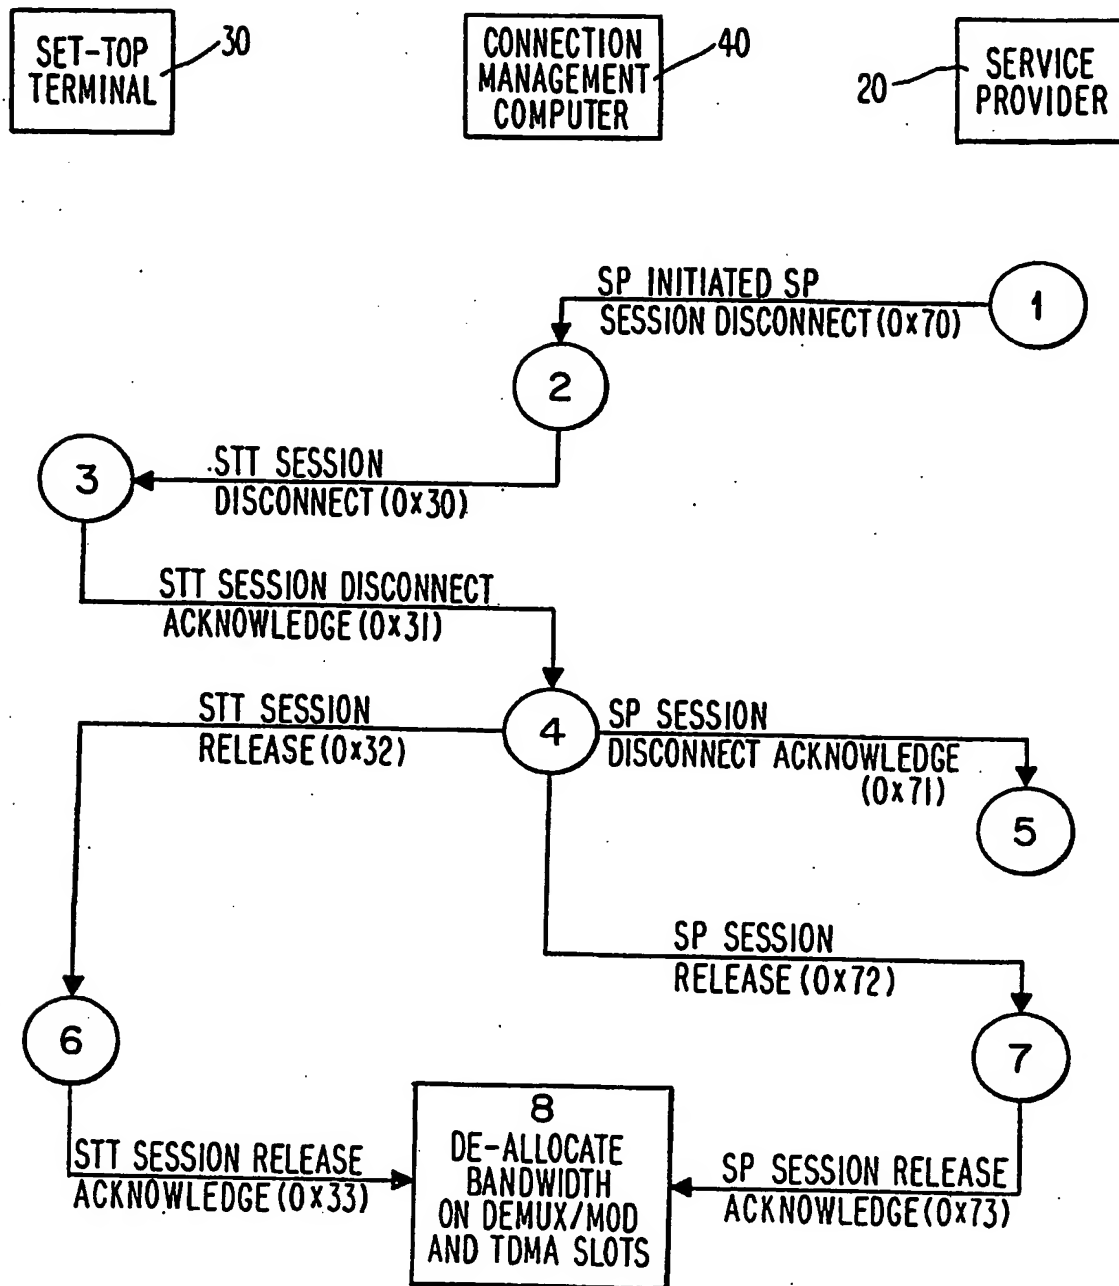 SET-TOP
TERMINAL
30
CONNECTION
MANAGEMENT
COMPUTER
40
20
SERVICE
PROVIDER
SP INITIATED SP
SESSION DISCONNECT (0x70)
1
2
STT SESSION
DISCONNECT (0x30)
3
STT SESSION DISCONNECT
ACKNOWLEDGE (0x31)
STT SESSION
RELEASE (0x32)
4
SP SESSION
DISCONNECT ACKNOWLEDGE
(0x71)
5
SP SESSION
RELEASE (0x72)
6
7
8
DE-ALLOCATE
BANDWIDTH
ON DEMUX/MOD
AND TDMA SLOTS
STT SESSION RELEASE
ACKNOWLEDGE (0x33)
SP SESSION RELEASE
ACKNOWLEDGE (0x73)